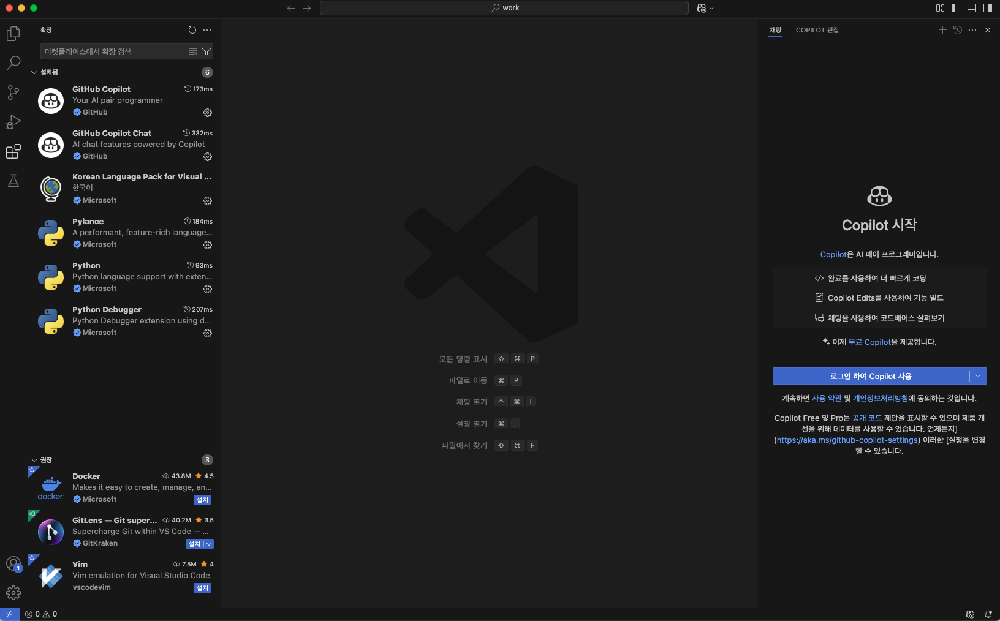 work
확장
마켓플레이스에서 확장 검색
설치됨 6
GitHub Copilot 173ms
Your AI pair programmer
GitHub
GitHub Copilot Chat 332ms
AI chat features powered by Copilot
GitHub
Korean Language Pack for Visual ...
한국어
Microsoft
Pylance 184ms
A performant, feature-rich language...
Microsoft
Python 93ms
Python language support with exten...
Microsoft
Python Debugger 207ms
Python Debugger extension using d...
Microsoft
권장 3
Docker 43.8M 4.5
Makes it easy to create, manage, an...
docker
Microsoft 설치
GitLens — Git super... 40.2M 3.5
Supercharge Git within VS Code — ...
GitKraken 설치
Vim 7.5M 4
Vim emulation for Visual Studio Code
vscodevim 설치
1
0 0
모든 명령 표시 ⇧ ⌘ P
파일로 이동 ⌘ P
채팅 열기 ^ ⌘ I
설정 열기 ⌘ ,
파일에서 찾기 ⇧ ⌘ F
채팅 COPILOT 편집
Copilot 시작
Copilot은 AI 페어 프로그래머입니다.
완료를 사용하여 더 빠르게 코딩
Copilot Edits를 사용하여 기능 빌드
채팅을 사용하여 코드베이스 살펴보기
이제 무료 Copilot을 제공합니다.
로그인 하여 Copilot 사용
계속하면 사용 약관 및 개인정보처리방침에 동의하는 것입니다.
Copilot Free 및 Pro는 공개 코드 제안을 표시할 수 있으며 제품 개
선을 위해 데이터를 사용할 수 있습니다. 언제든지]
(https://aka.ms/github-copilot-settings) 이러한 [설정을 변경
할 수 있습니다.